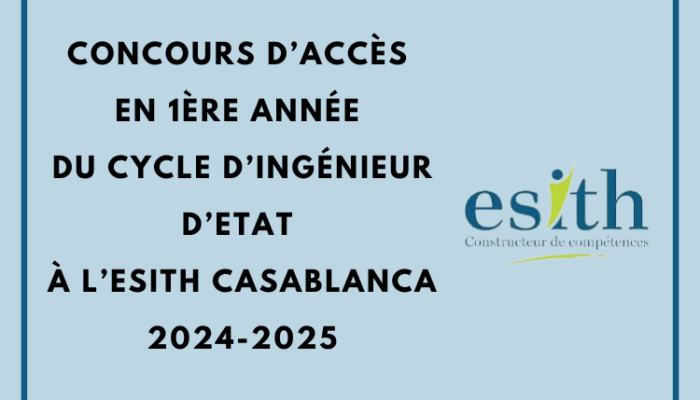 CONCOURS D’ACCÈS
EN 1ÈRE ANNÉE
DU CYCLE D’INGÉNIEUR
D’ETAT
À L’ESITH CASABLANCA
2024-2025
esith
Constructeur de compétences